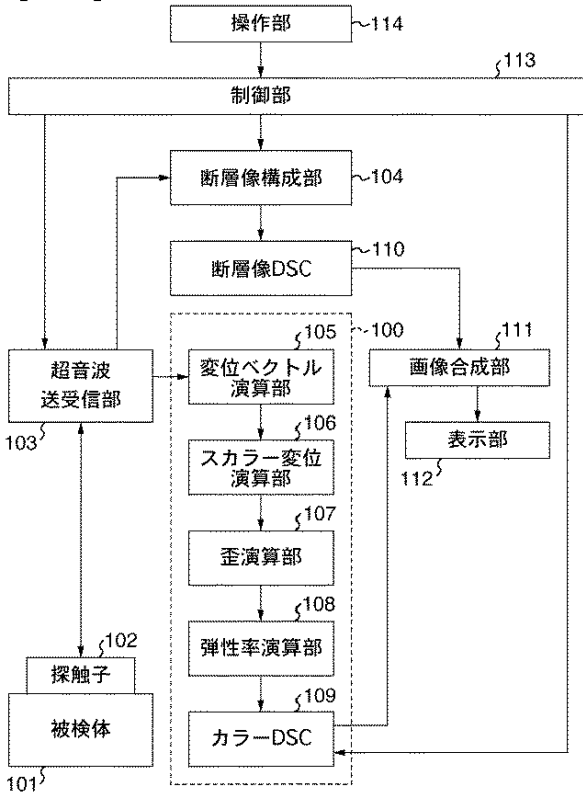 操作部
114
113
制御部
断層像構成部
104
110
断層像DSC
100
105
111
超音波
送受信部
変位ベクトル
演算部
画像合成部
103
106
スカラー変位
演算部
表示部
112
107
歪演算部
108
弾性率演算部
102
探触子
109
被検体
カラーDSC
101